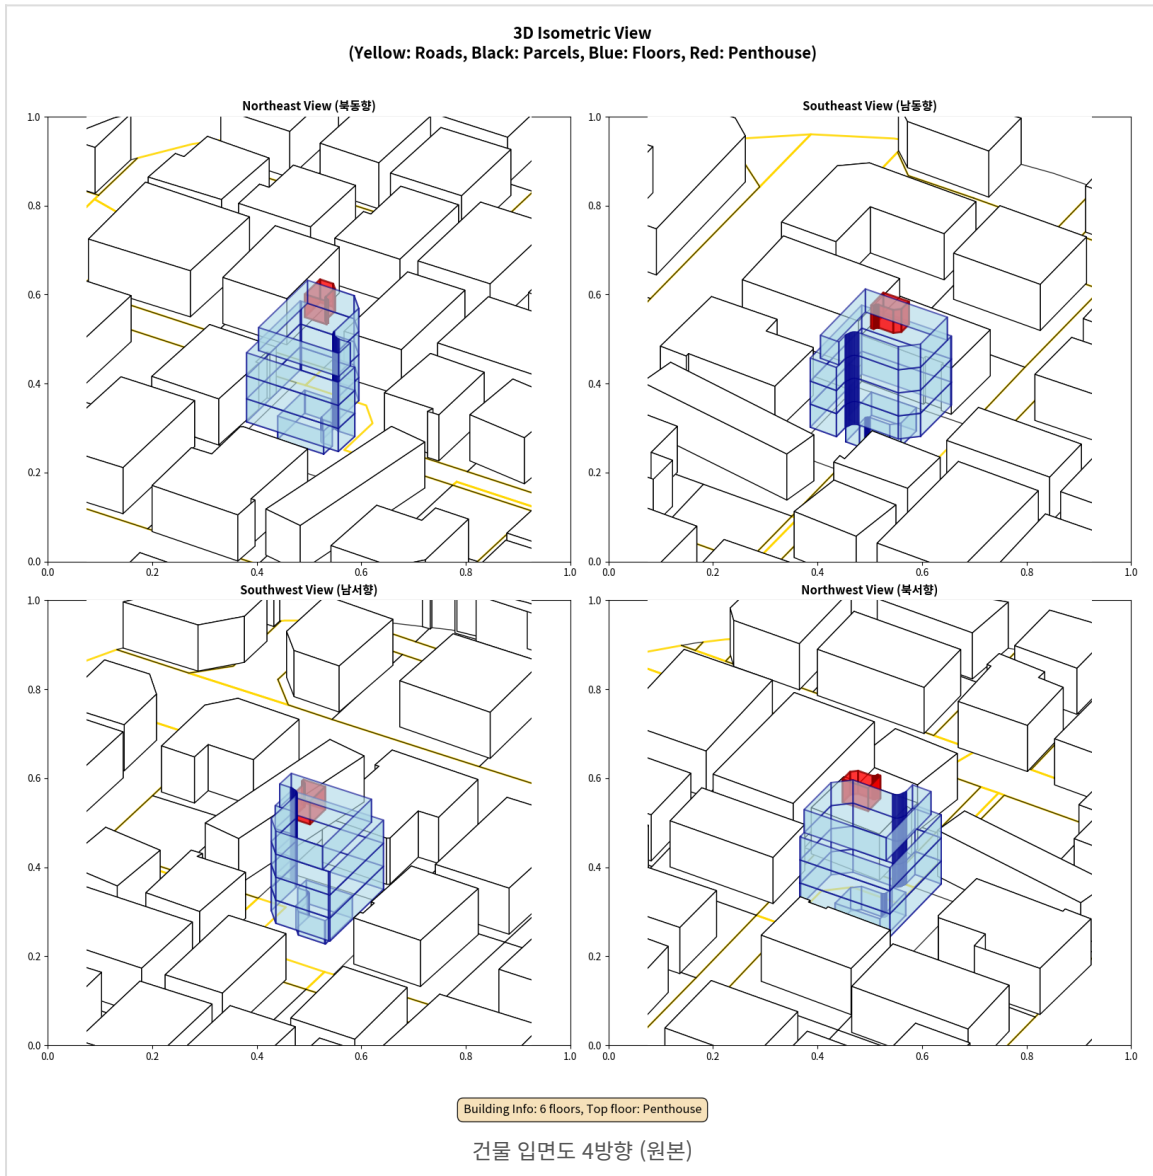 3D Isometric View
(Yellow: Roads, Black: Parcels, Blue: Floors, Red: Penthouse)
Northeast View (북동향)
1.0
0.8
0.6
0.4
0.2
0.0
0.0 0.2 0.4 0.6 0.8 1.0
Southeast View (남동향)
1.0
0.8
0.6
0.4
0.2
0.0
0.0 0.2 0.4 0.6 0.8 1.0
Southwest View (남서향)
1.0
0.8
0.6
0.4
0.2
0.0
0.0 0.2 0.4 0.6 0.8 1.0
Northwest View (북서향)
1.0
0.8
0.6
0.4
0.2
0.0
0.0 0.2 0.4 0.6 0.8 1.0
Building Info: 6 floors, Top floor: Penthouse
건물 입면도 4방향 (원본)